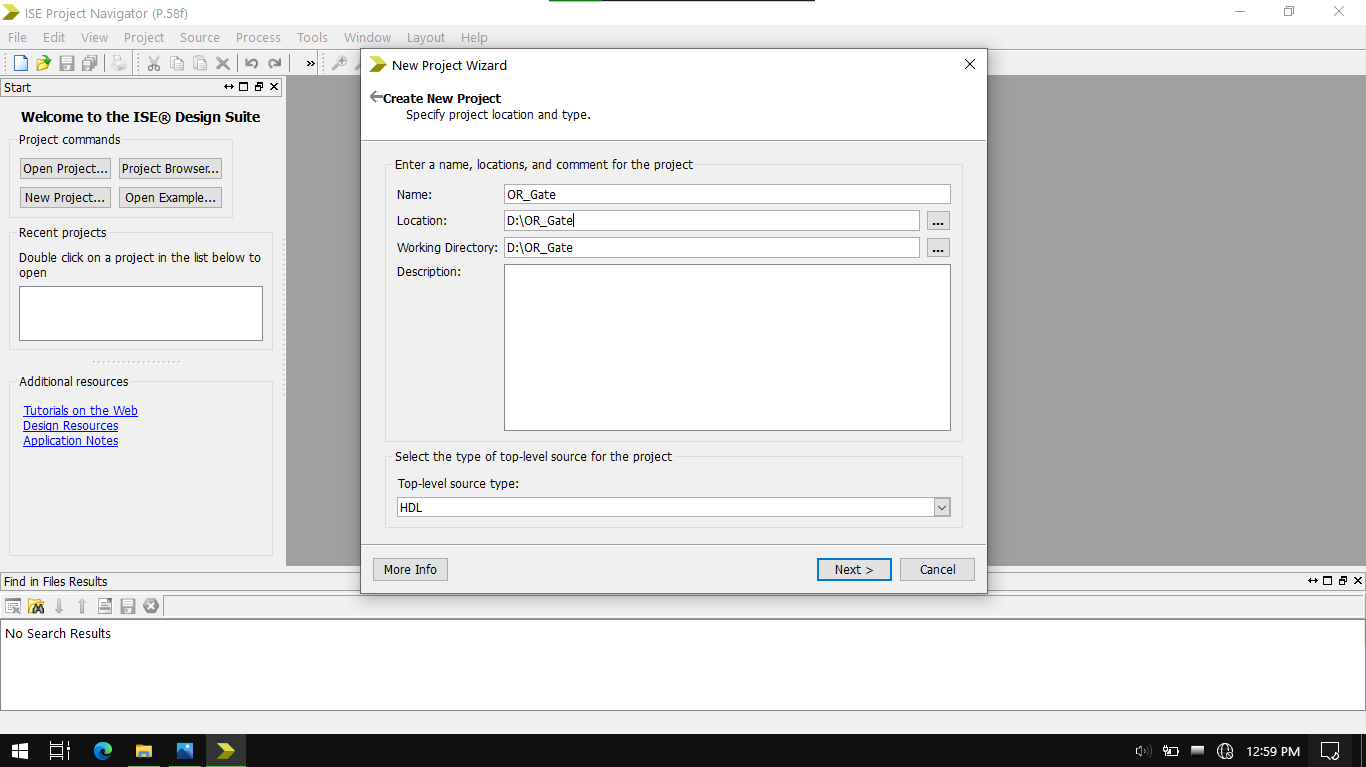 ISE Project Navigator (P.58f)
File Edit View Project Source Process Tools Window Layout Help
»
Start
Welcome to the ISE® Design Suite
Project commands
Open Project... Project Browser...
New Project... Open Example...
Recent projects
Double click on a project in the list below to
open
Additional resources
Tutorials on the Web
Design Resources
Application Notes
New Project Wizard
Create New Project
Specify project location and type.
Enter a name, locations, and comment for the project
Name: OR_Gate
Location: D:\OR_Gate ...
Working Directory: D:\OR_Gate ...
Description:
Select the type of top-level source for the project
Top-level source type:
HDL
More Info Next > Cancel
Find in Files Results
No Search Results
12:59 PM